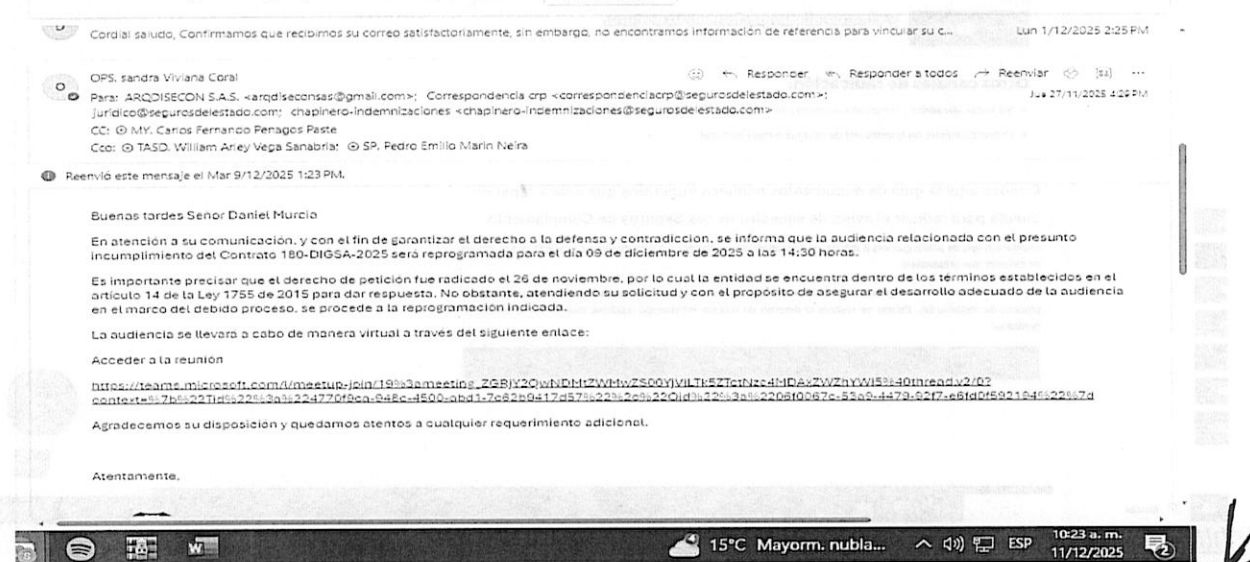 Cordial saludo, Confirmamos que recibimos su correo satisfactoriamente, sin embargo, no encontramos información de referencia para vincular su c...
Lun 1/12/2025 2:25 PM
O
OPS. sandra Viviana Coral
Responder
Responder a todos
Reenviar
...
Para: ARQDISECON S.A.S. <arqdiseconsas@gmail.com>; Correspondencia crp <correspondenciacrp@segurosdelestado.com>;
Jue 27/11/2025 4:29 PM
juridico@segurosdelestado.com; chapinero-indemnizaciones <chapinero-indemnizaciones@segurosdelestado.com>
CC: MY. Carlos Fernando Penagos Paste
Cco: TASD. William Arley Vega Sanabria; SP. Pedro Emilio Marin Neira
Reenvió este mensaje el Mar 9/12/2025 1:23 PM.
Buenas tardes Señor Daniel Murcia
En atención a su comunicación, y con el fin de garantizar el derecho a la defensa y contradicción, se informa que la audiencia relacionada con el presunto
incumplimiento del Contrato 180-DIGSA-2025 será reprogramada para el día 09 de diciembre de 2025 a las 14:30 horas.
Es importante precisar que el derecho de petición fue radicado el 26 de noviembre, por lo cual la entidad se encuentra dentro de los términos establecidos en el
artículo 14 de la Ley 1755 de 2015 para dar respuesta. No obstante, atendiendo su solicitud y con el propósito de asegurar el desarrollo adecuado de la audiencia
en el marco del debido proceso, se procede a la reprogramación indicada.
La audiencia se llevará a cabo de manera virtual a través del siguiente enlace:
Acceder a la reunión
Agradecemos su disposición y quedamos atentos a cualquier requerimiento adicional.
Atentamente,
15°C Mayorm. nubla...
ESP
10:23 a. m.
11/12/2025
2